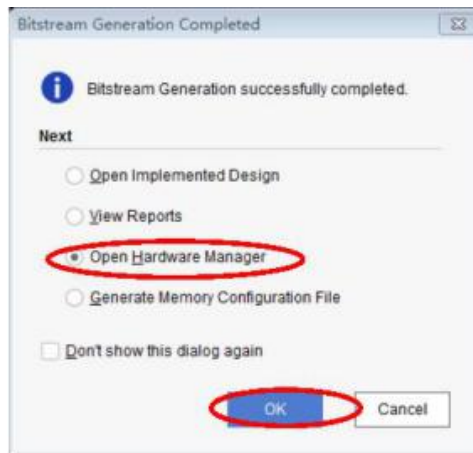 Bitstream Generation Completed
Bitstream Generation successfully completed.
Next
Open Implemented Design
View Reports
Open Hardware Manager
Generate Memory Configuration File
Don't show this dialog again
OK
Cancel